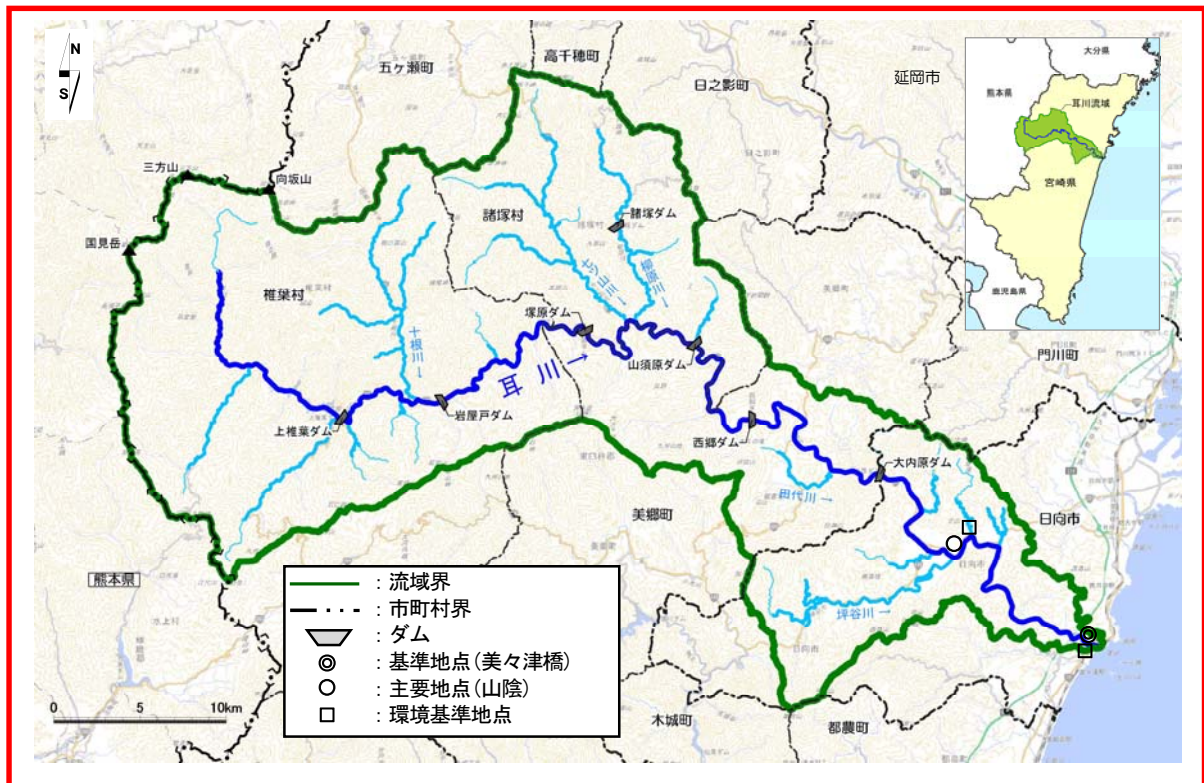 N
S
五ヶ瀬町
高千穂町
日之影町
延岡市
大分県
熊本県
耳川流域
宮崎県
鹿児島県
三方山
向坂山
国見岳
椎葉村
諸塚村
諸塚ダム
七ツ山川→
柳原川→
塚原ダム
山須原ダム
十根川→
耳川→
岩屋戸ダム
上椎葉ダム
西郷ダム
大内原ダム
田代川→
門川町
日向市
美郷町
坪谷川→
熊本県
木城町
都農町
:流域界
:市町村界
:ダム
:基準地点(美々津橋)
:主要地点(山陰)
:環境基準地点
0 5 10km